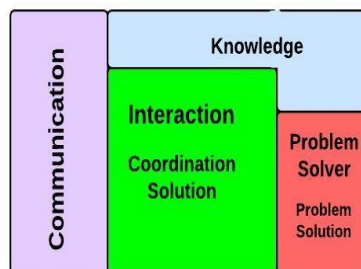 Communication
Knowledge
Interaction
Coordination
Solution
Problem
Solver
Problem
Solution